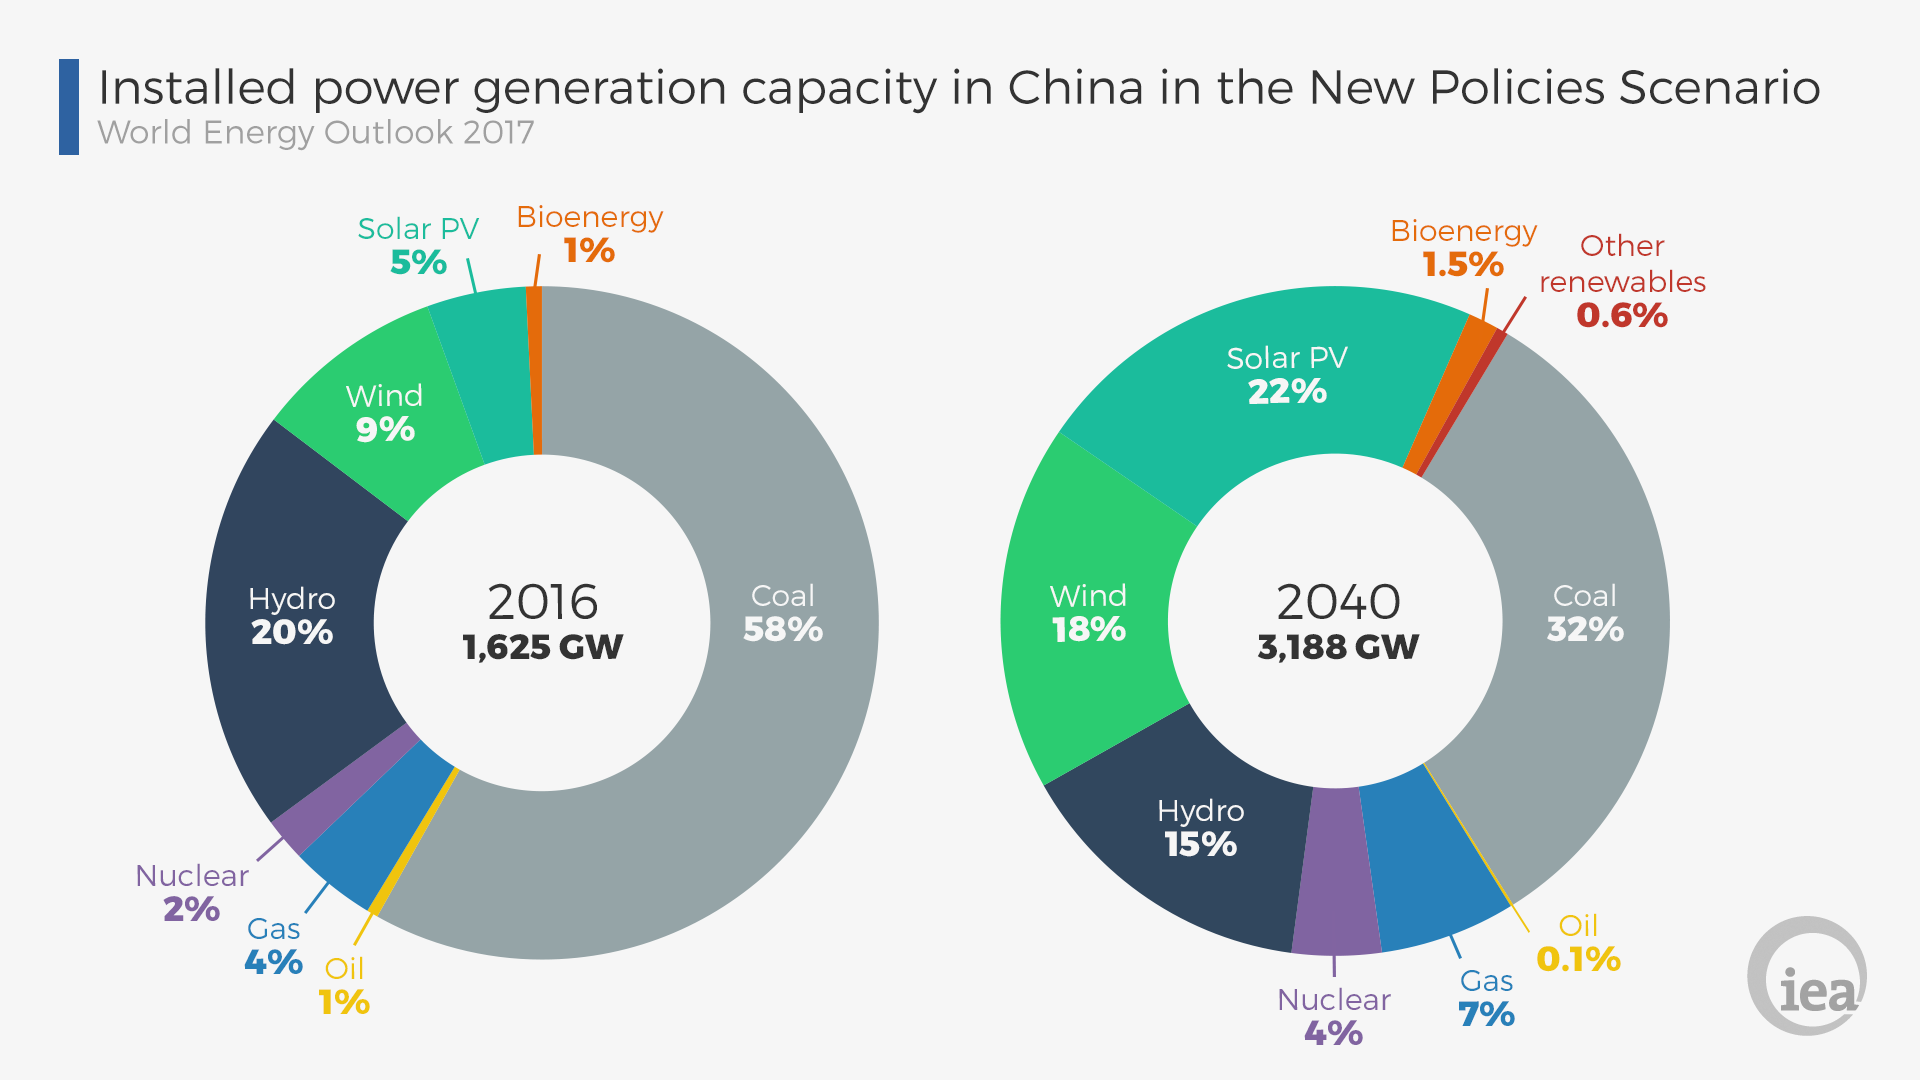 Installed power generation capacity in China in the New Policies Scenario
World Energy Outlook 2017
Solar PV
5%
Bioenergy
1%
Wind
9%
Hydro
20%
2016
1,625 GW
Coal
58%
Nuclear
2%
Gas
4%
Oil
1%
Bioenergy
1.5%
Other
renewables
0.6%
Solar PV
22%
Wind
18%
2040
3,188 GW
Coal
32%
Hydro
15%
Nuclear
4%
Gas
7%
Oil
0.1%
iea